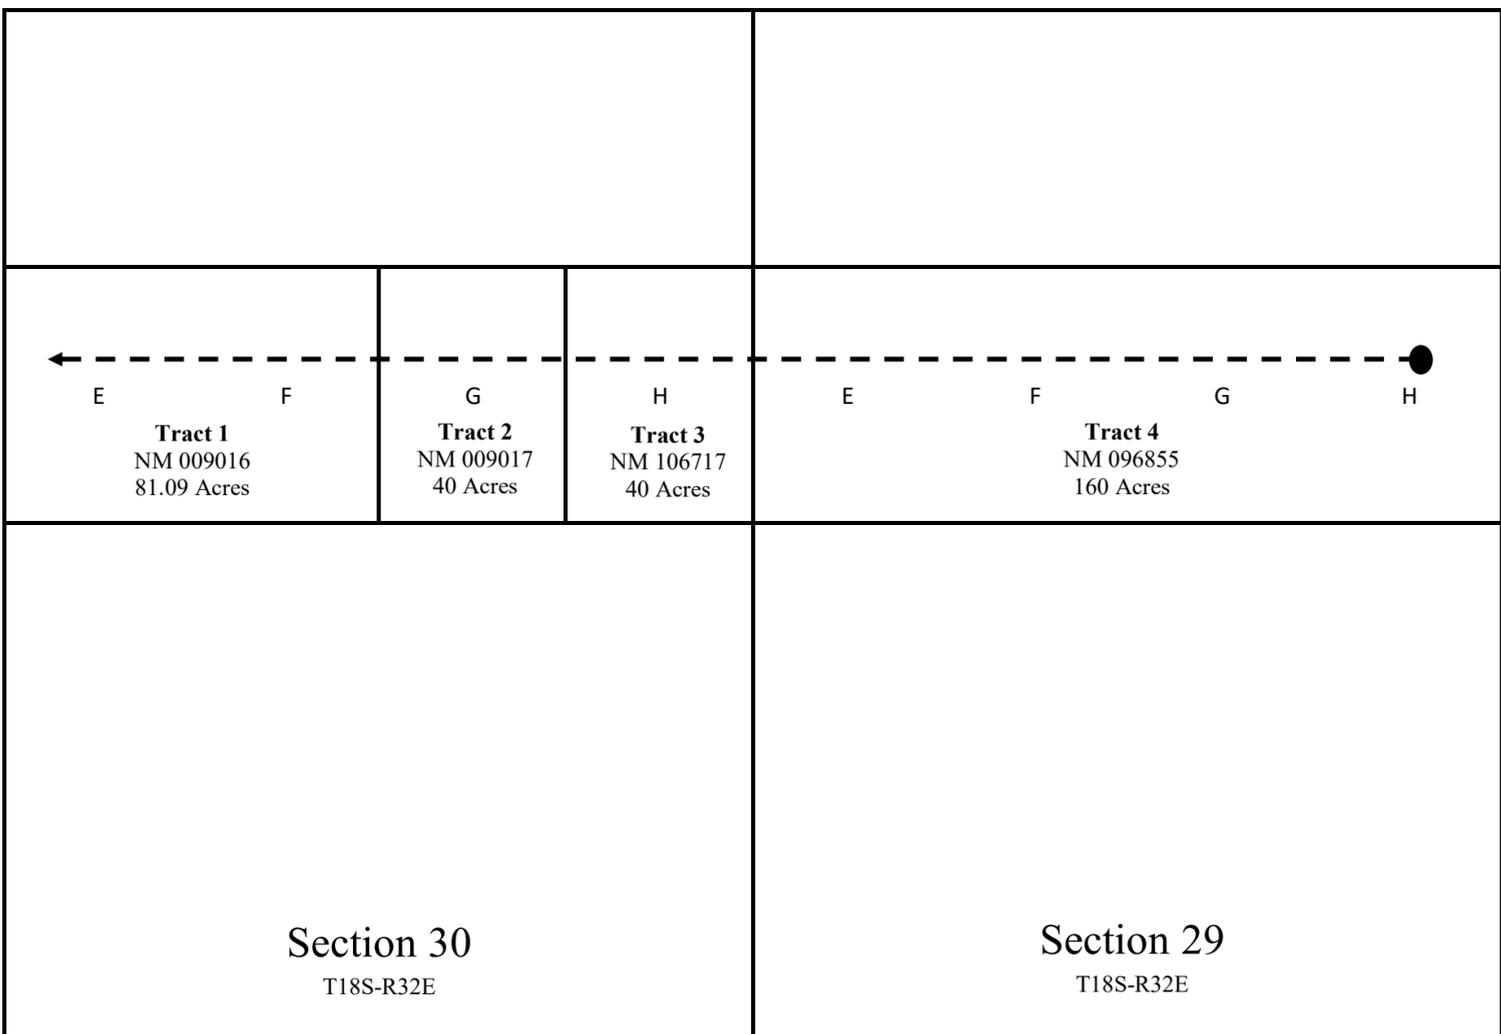 E F G H E F G H
Tract 1
NM 009016
81.09 Acres
Tract 2
NM 009017
40 Acres
Tract 3
NM 106717
40 Acres
Tract 4
NM 096855
160 Acres
Section 30
T18S-R32E
Section 29
T18S-R32E